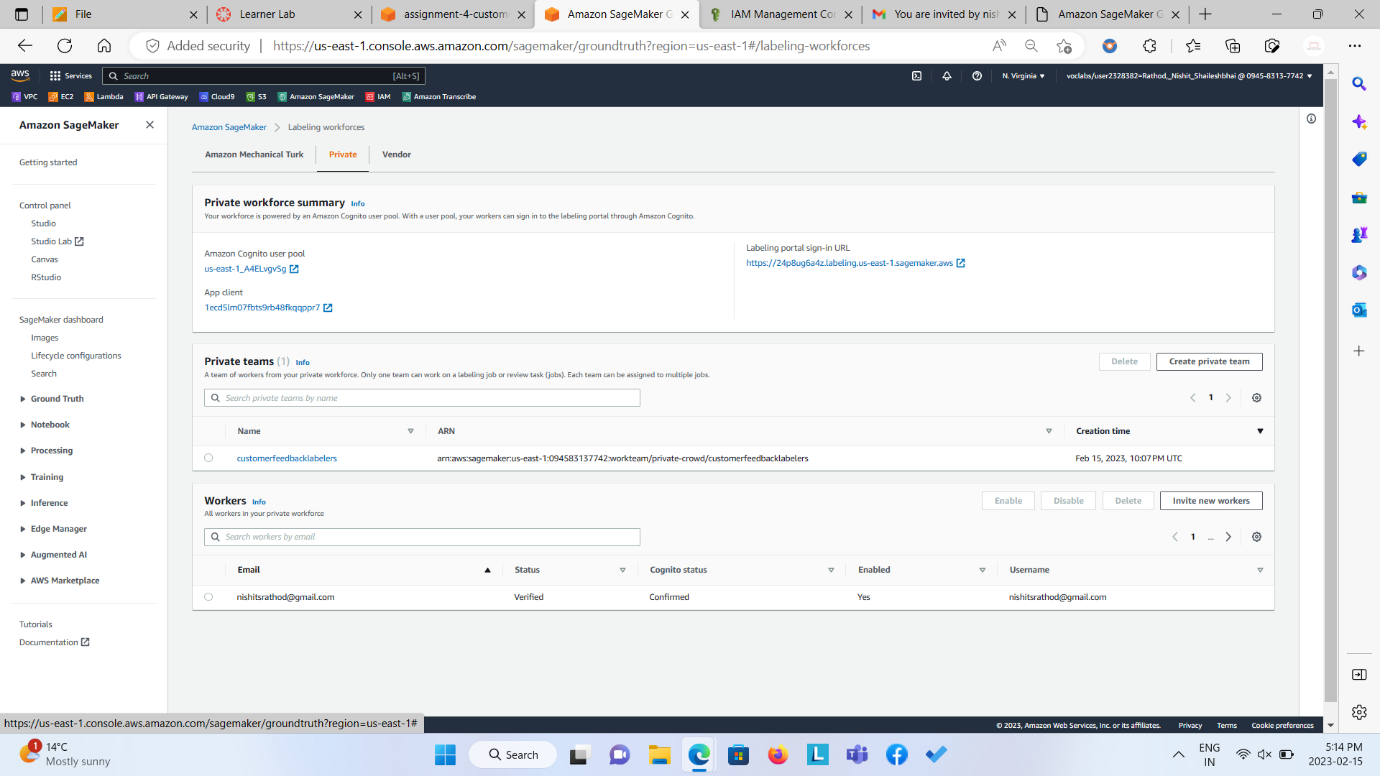 File
Learner Lab
assignment-4-custome
Amazon SageMaker G
IAM Management Con
You are invited by nish
Amazon SageMaker G
Added security
https://us-east-1.console.aws.amazon.com/sagemaker/groundtruth?region=us-east-1#/labeling-workforces
aws
Services
Search
[Alt+S]
N. Virginia
voclabs/user2328382=Rathod,_Nishit_Shaileshbhai @ 0945-8313-7742
VPC
EC2
Lambda
API Gateway
Cloud9
S3
Amazon SageMaker
IAM
Amazon Transcribe
Amazon SageMaker
Getting started
Control panel
Studio
Studio Lab
Canvas
RStudio
SageMaker dashboard
Images
Lifecycle configurations
Search
Ground Truth
Notebook
Processing
Training
Inference
Edge Manager
Augmented AI
AWS Marketplace
Tutorials
Documentation
Amazon SageMaker > Labeling workforces
Amazon Mechanical Turk
Private
Vendor
Private workforce summary Info
Your workforce is powered by an Amazon Cognito user pool. With a user pool, your workers can sign in to the labeling portal through Amazon Cognito.
Amazon Cognito user pool
us-east-1_A4ELvgvSg
App client
1ecd5lm07fbts9rb48fkqqppr7
Labeling portal sign-in URL
https://24p8ug6a4z.labeling.us-east-1.sagemaker.aws
Private teams (1) Info
A team of workers from your private workforce. Only one team can work on a labeling job or review task (jobs). Each team can be assigned to multiple jobs.
Delete
Create private team
Search private teams by name
1
Name
ARN
Creation time
customerfeedbacklabelers
arn:aws:sagemaker:us-east-1:094583137742:workteam/private-crowd/customerfeedbacklabelers
Feb 15, 2023, 10:07 PM UTC
Workers Info
All workers in your private workforce
Enable
Disable
Delete
Invite new workers
Search workers by email
1 ...
Email
Status
Cognito status
Enabled
Username
nishitsrathod@gmail.com
Verified
Confirmed
Yes
nishitsrathod@gmail.com
https://us-east-1.console.aws.amazon.com/sagemaker/groundtruth?region=us-east-1#
© 2023, Amazon Web Services, Inc. or its affiliates.
Privacy
Terms
Cookie preferences
1
14°C
Mostly sunny
Search
ENG
IN
5:14 PM
2023-02-15